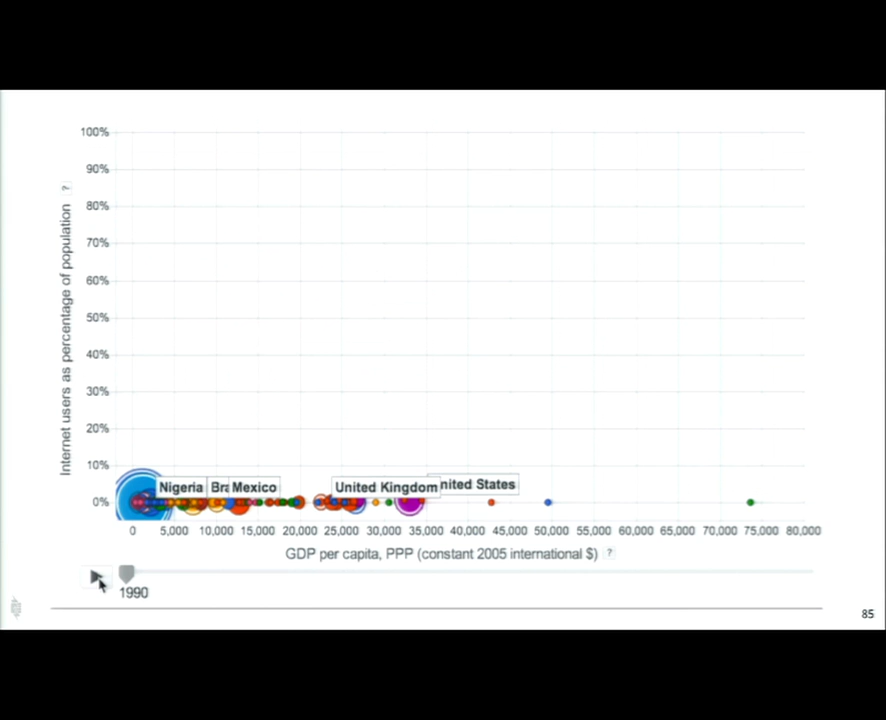 100%
90%
80%
70%
60%
50%
40%
30%
20%
10%
0%
Internet users as percentage of population ?
Nigeria
Bra
Mexico
United Kingdom
nited States
0 5,000 10,000 15,000 20,000 25,000 30,000 35,000 40,000 45,000 50,000 55,000 60,000 65,000 70,000 75,000 80,000
GDP per capita, PPP (constant 2005 international $) ?
1990
85